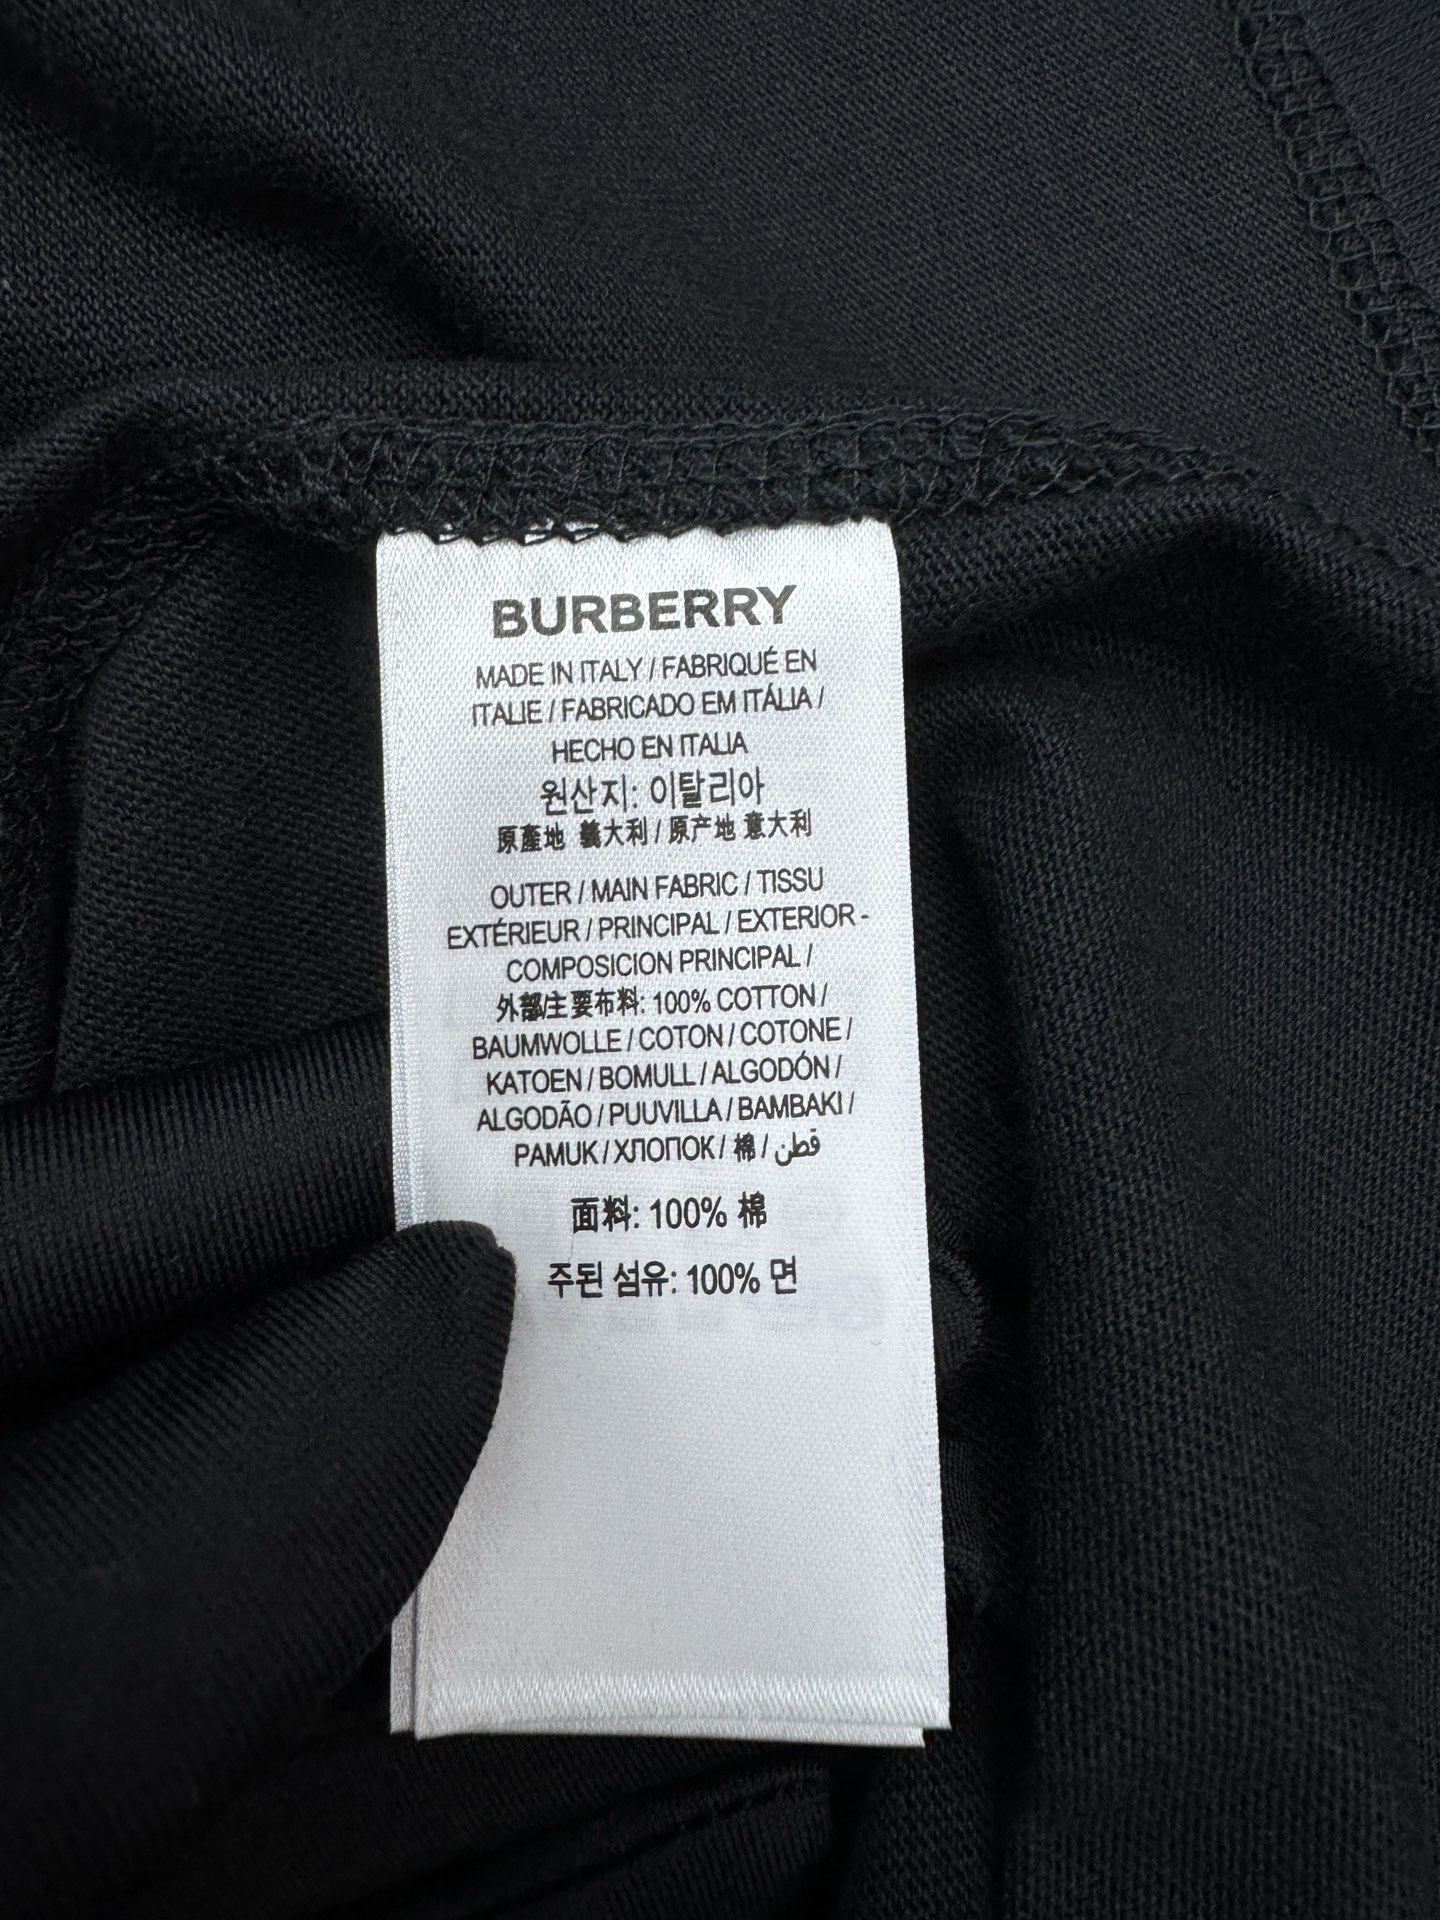 BURBERRY
MADE IN ITALY / FABRIQUÉ EN
ITALIE / FABRICADO EM ITÁLIA /
HECHO EN ITALIA
원산지: 이탈리아
原產地 義大利 / 原产地 意大利
OUTER / MAIN FABRIC / TISSU
EXTÉRIEUR / PRINCIPAL / EXTERIOR -
COMPOSICION PRINCIPAL /
外部/主要布料: 100% COTTON /
BAUMWOLLE / COTON / COTONE /
KATOEN / BOMULL / ALGODÓN /
ALGODÃO / PUUVILLA / BAMBAKI /
PAMUK / ХЛОПОК / 棉 / قطن
面料: 100% 棉
주된 섬유: 100% 면